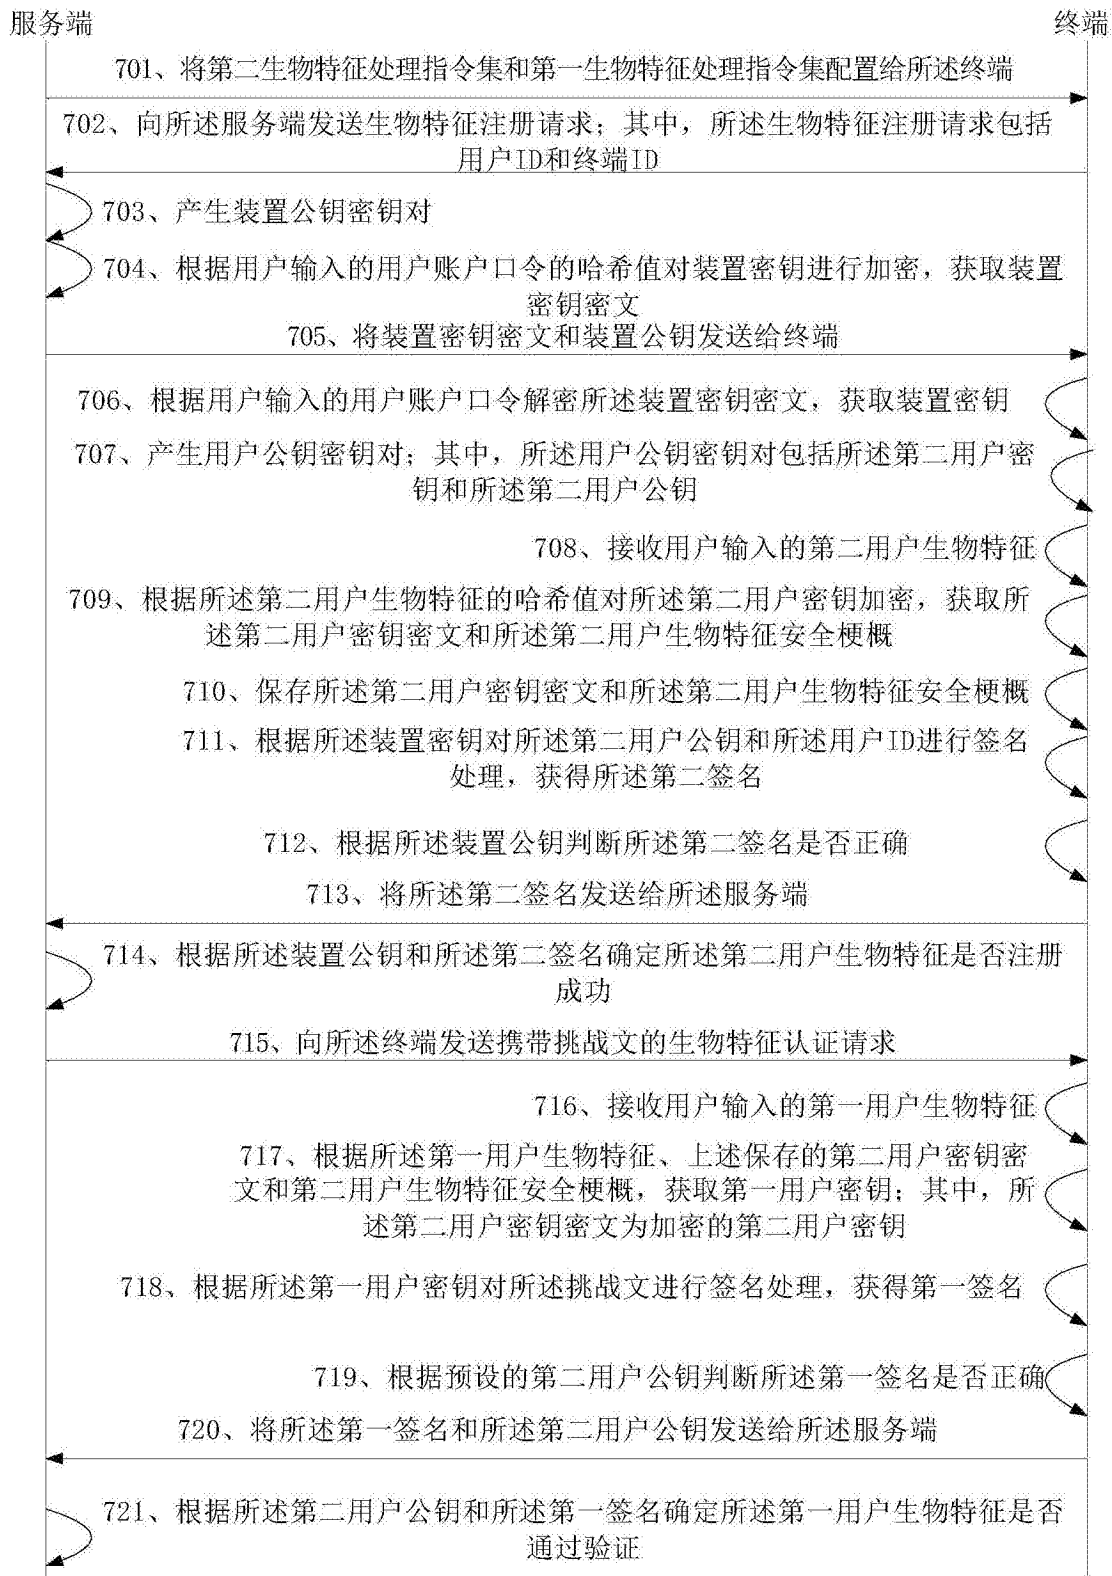 服务端
终端
701、将第二生物特征处理指令集和第一生物特征处理指令集配置给所述终端
702、向所述服务端发送生物特征注册请求；其中，所述生物特征注册请求包括
用户ID和终端ID
703、产生装置公钥密钥对
704、根据用户输入的用户账户口令的哈希值对装置密钥进行加密，获取装置
密钥密文
705、将装置密钥密文和装置公钥发送给终端
706、根据用户输入的用户账户口令解密所述装置密钥密文，获取装置密钥
707、产生用户公钥密钥对；其中，所述用户公钥密钥对包括所述第二用户密
钥和所述第二用户公钥
708、接收用户输入的第二用户生物特征
709、根据所述第二用户生物特征的哈希值对所述第二用户密钥加密，获取所
述第二用户密钥密文和所述第二用户生物特征安全梗概
710、保存所述第二用户密钥密文和所述第二用户生物特征安全梗概
711、根据所述装置密钥对所述第二用户公钥和所述用户ID进行签名
处理，获得所述第二签名
712、根据所述装置公钥判断所述第二签名是否正确
713、将所述第二签名发送给所述服务端
714、根据所述装置公钥和所述第二签名确定所述第二用户生物特征是否注册
成功
715、向所述终端发送携带挑战文的生物特征认证请求
716、接收用户输入的第一用户生物特征
717、根据所述第一用户生物特征、上述保存的第二用户密钥密
文和第二用户生物特征安全梗概，获取第一用户密钥；其中，所
述第二用户密钥密文为加密的第二用户密钥
718、根据所述第一用户密钥对所述挑战文进行签名处理，获得第一签名
719、根据预设的第二用户公钥判断所述第一签名是否正确
720、将所述第一签名和所述第二用户公钥发送给所述服务端
721、根据所述第二用户公钥和所述第一签名确定所述第一用户生物特征是否
通过验证